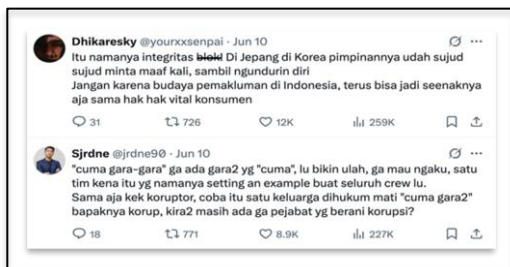 Dhikaresky @yourxxsenpai · Jun 10
Itu namanya integritas blok! Di Jepang di Korea pimpinannya udah sujud
sujud minta maaf kali, sambil ngundurin diri
Jangan karena budaya pemakluman di Indonesia, terus bisa jadi seenaknya
aja sama hak hak vital konsumen
31 726 12K 259K
Sjrdne @jrdne90 · Jun 10
"cuma gara-gara" ga ada gara2 yg "cuma", lu bikin ulah, ga mau ngaku, satu
tim kena itu yg namanya setting an example buat seluruh crew lu.
Sama aja kek koruptor, coba itu satu keluarga dihukum mati "cuma gara2"
bapaknya korup, kira2 masih ada ga pejabat yg berani korupsi?
18 771 8.9K 227K